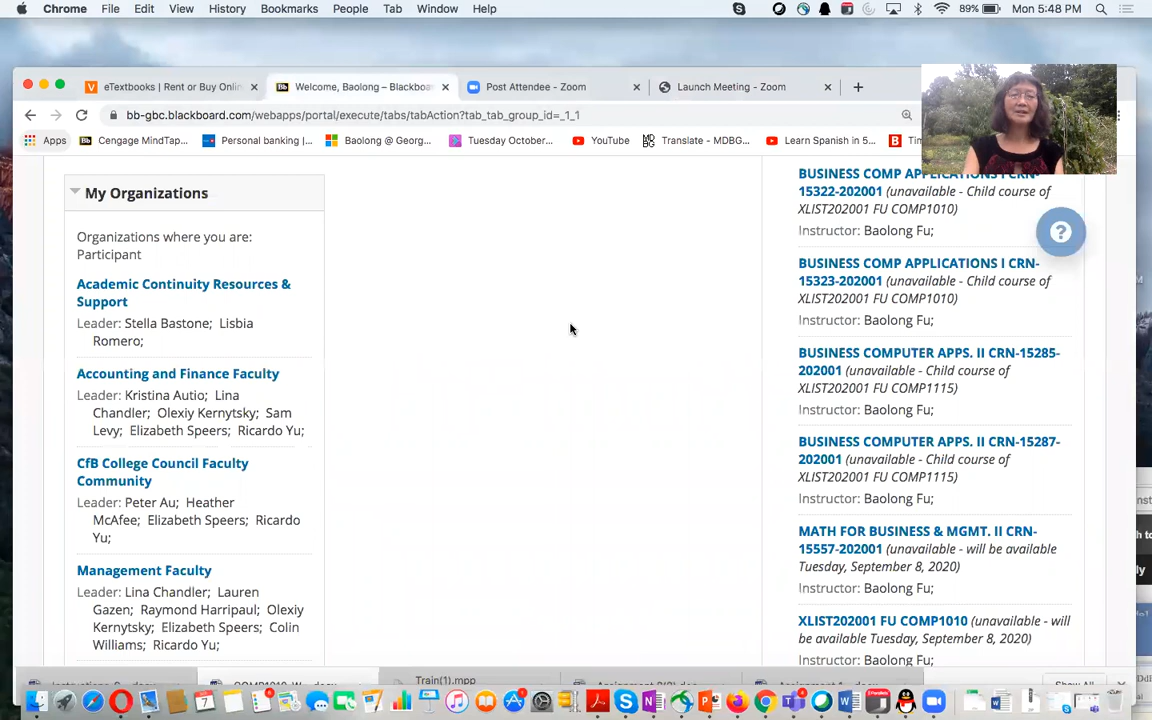 Chrome File Edit View History Bookmarks People Tab Window Help 89% Mon 5:48 PM
eTextbooks | Rent or Buy Onlin Welcome, Baolong – Blackboa Post Attendee - Zoom Launch Meeting - Zoom
bb-gbc.blackboard.com/webapps/portal/execute/tabs/tabAction?tab_tab_group_id=_1_1
Apps Cengage MindTap... Personal banking |... Baolong @ Georg... Tuesday October... YouTube Translate - MDBG... Learn Spanish in 5...
My Organizations
Organizations where you are:
Participant
Academic Continuity Resources &
Support
Leader: Stella Bastone; Lisbia
Romero;
Accounting and Finance Faculty
Leader: Kristina Autio; Lina
Chandler; Olexiy Kernytsky; Sam
Levy; Elizabeth Speers; Ricardo Yu;
CfB College Council Faculty
Community
Leader: Peter Au; Heather
McAfee; Elizabeth Speers; Ricardo
Yu;
Management Faculty
Leader: Lina Chandler; Lauren
Gazen; Raymond Harripaul; Olexiy
Kernytsky; Elizabeth Speers; Colin
Williams; Ricardo Yu;
BUSINESS COMP APPLICATIONS I CRN-
15322-202001 (unavailable - Child course of
XLIST202001 FU COMP1010)
Instructor: Baolong Fu;
BUSINESS COMP APPLICATIONS I CRN-
15323-202001 (unavailable - Child course of
XLIST202001 FU COMP1010)
Instructor: Baolong Fu;
BUSINESS COMPUTER APPS. II CRN-15285-
202001 (unavailable - Child course of
XLIST202001 FU COMP1115)
Instructor: Baolong Fu;
BUSINESS COMPUTER APPS. II CRN-15287-
202001 (unavailable - Child course of
XLIST202001 FU COMP1115)
Instructor: Baolong Fu;
MATH FOR BUSINESS & MGMT. II CRN-
15557-202001 (unavailable - will be available
Tuesday, September 8, 2020)
Instructor: Baolong Fu;
XLIST202001 FU COMP1010 (unavailable - will
be available Tuesday, September 8, 2020)
Instructor: Baolong Fu;
Train(1).mpp
Show All